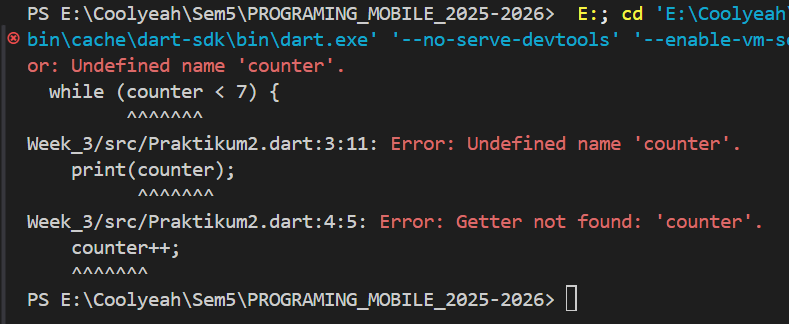 PS E:\Coolyeah\Sem5\PROGRAMING_MOBILE_2025-2026>  E:; cd 'E:\Coolyeah\
bin\cache\dart-sdk\bin\dart.exe' '--no-serve-devtools' '--enable-vm-se
or: Undefined name 'counter'.
  while (counter < 7) {
         ^^^^^^^
Week_3/src/Praktikum2.dart:3:11: Error: Undefined name 'counter'.
    print(counter);
          ^^^^^^^
Week_3/src/Praktikum2.dart:4:5: Error: Getter not found: 'counter'.
    counter++;
    ^^^^^^^
PS E:\Coolyeah\Sem5\PROGRAMING_MOBILE_2025-2026>